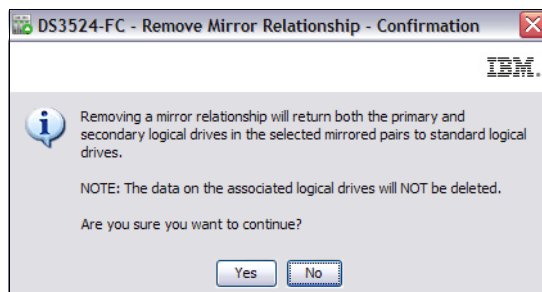 DS3524-FC - Remove Mirror Relationship - Confirmation
IBM.
Removing a mirror relationship will return both the primary and
secondary logical drives in the selected mirrored pairs to standard logical
drives.
NOTE: The data on the associated logical drives will NOT be deleted.
Are you sure you want to continue?
Yes
No